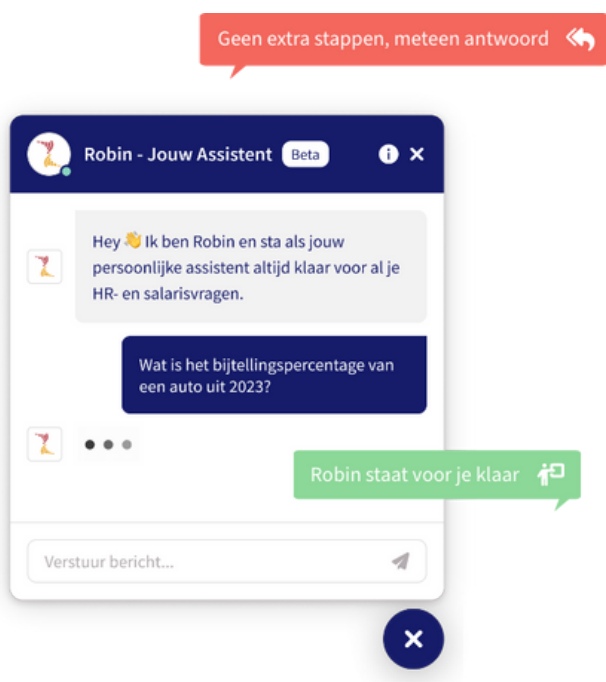 Geen extra stappen, meteen antwoord
Robin - Jouw Assistent Beta
Hey 👋 Ik ben Robin en sta als jouw
persoonlijke assistent altijd klaar voor al je
HR- en salarisvragen.
Wat is het bijtellingspercentage van
een auto uit 2023?
Robin staat voor je klaar
Verstuur bericht...